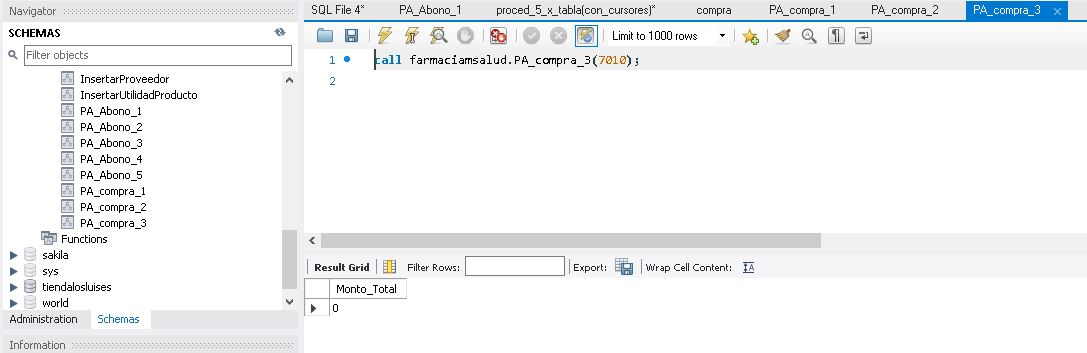 Navigator
SCHEMAS
Filter objects
InsertarProveedor
InsertarUtilidadProducto
PA_Abono_1
PA_Abono_2
PA_Abono_3
PA_Abono_4
PA_Abono_5
PA_compra_1
PA_compra_2
PA_compra_3
Functions
sakila
sys
tiendalosluises
world
Administration Schemas
Information
SQL File 4* PA_Abono_1 proced_5_x_tabla(con_cursores)* compra PA_compra_1 PA_compra_2 PA_compra_3
Limit to 1000 rows
1 call farmaciamsalud.PA_compra_3(7010);
2
Result Grid Filter Rows: Export: Wrap Cell Content:
Monto_Total
0